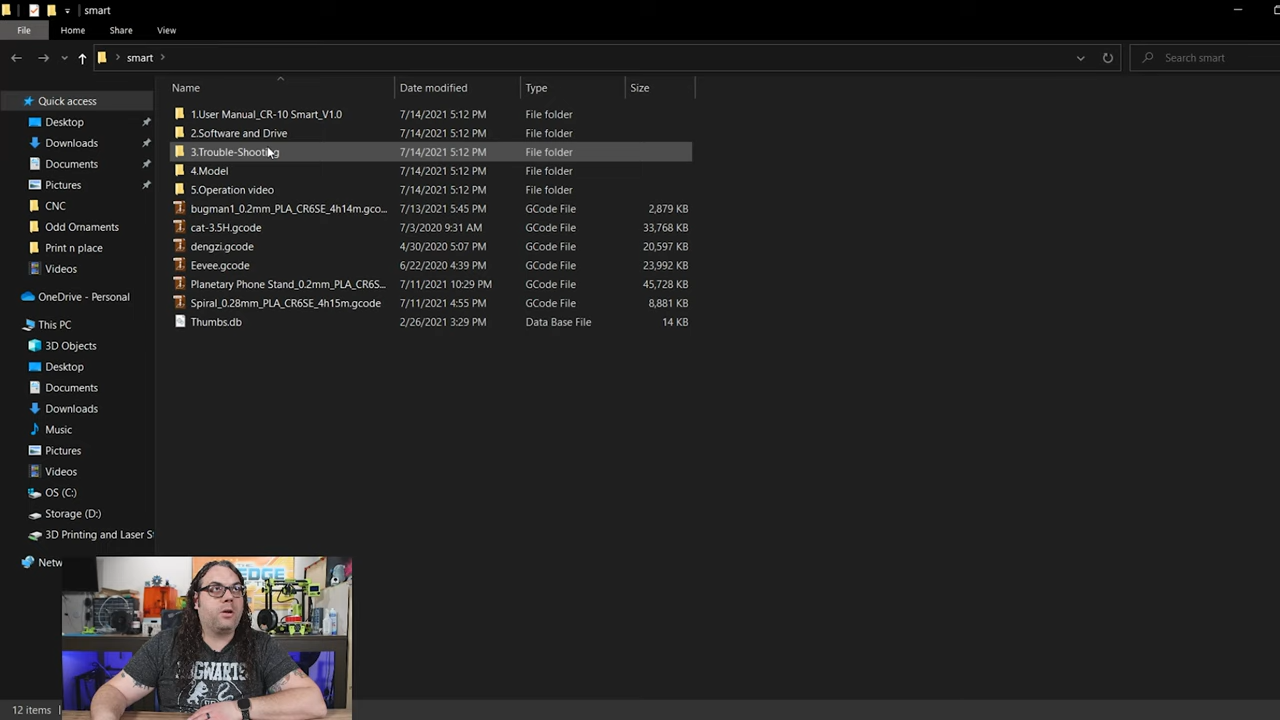 smart
File Home Share View
smart Search smart
Name Date modified Type Size
Quick access
Desktop
Downloads
Documents
Pictures
CNC
Odd Ornaments
Print n place
Videos
OneDrive - Personal
This PC
3D Objects
Desktop
Documents
Downloads
Music
Pictures
Videos
OS (C:)
Storage (D:)
3D Printing and Laser S
Netw
1.User Manual_CR-10 Smart_V1.0 7/14/2021 5:12 PM File folder
2.Software and Drive 7/14/2021 5:12 PM File folder
3.Trouble-Shooting 7/14/2021 5:12 PM File folder
4.Model 7/14/2021 5:12 PM File folder
5.Operation video 7/14/2021 5:12 PM File folder
bugman1_0.2mm_PLA_CR6SE_4h14m.gco... 7/13/2021 5:45 PM GCode File 2,879 KB
cat-3.5H.gcode 7/3/2020 9:31 AM GCode File 33,768 KB
dengzi.gcode 4/30/2020 5:07 PM GCode File 20,597 KB
Eevee.gcode 6/22/2020 4:39 PM GCode File 23,992 KB
Planetary Phone Stand_0.2mm_PLA_CR6S... 7/11/2021 10:29 PM GCode File 45,728 KB
Spiral_0.28mm_PLA_CR6SE_4h15m.gcode 7/11/2021 4:55 PM GCode File 8,881 KB
Thumbs.db 2/26/2021 3:29 PM Data Base File 14 KB
THE
EDGE
HOGWARTS
12 items